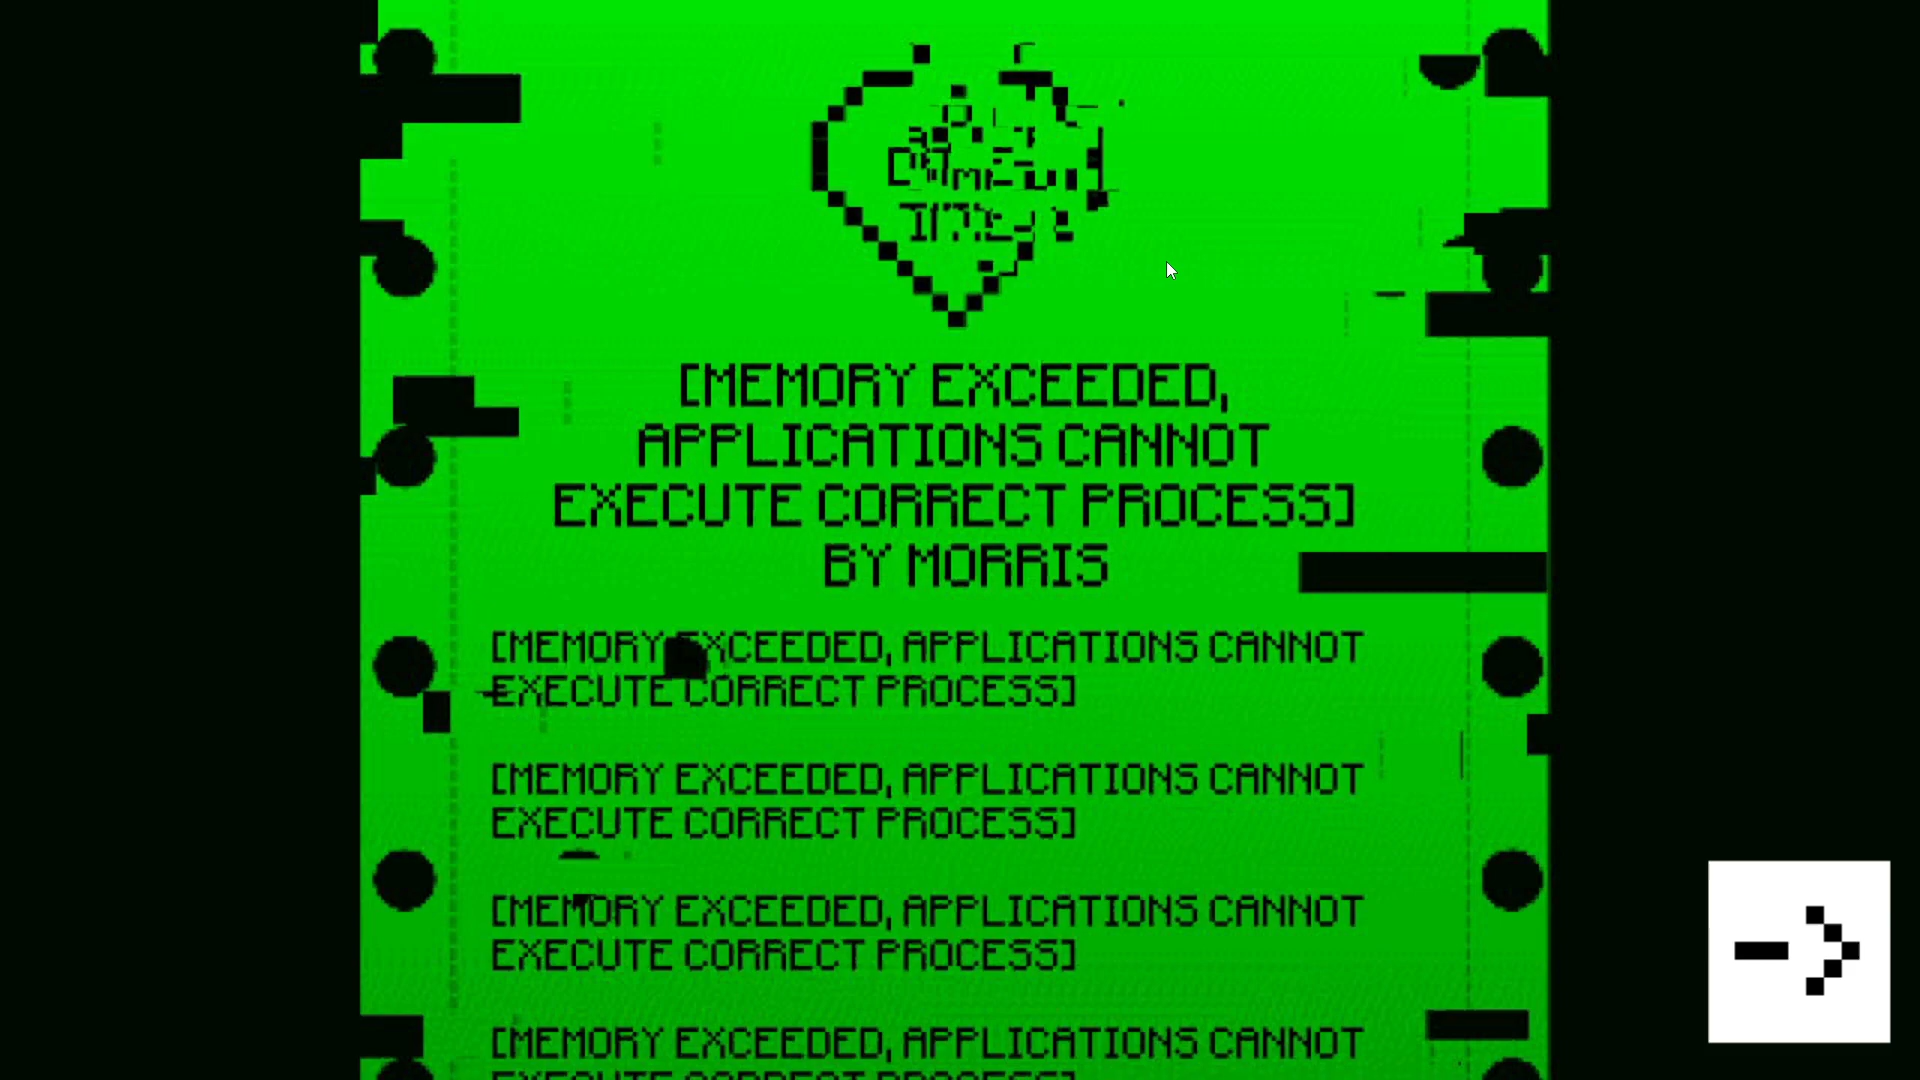 [MEMORY EXCEEDED,
APPLICATIONS CANNOT
EXECUTE CORRECT PROCESS]
BY MORRIS
[MEMORY EXCEEDED, APPLICATIONS CANNOT
EXECUTE CORRECT PROCESS]
[MEMORY EXCEEDED, APPLICATIONS CANNOT
EXECUTE CORRECT PROCESS]
[MEMORY EXCEEDED, APPLICATIONS CANNOT
EXECUTE CORRECT PROCESS]
[MEMORY EXCEEDED, APPLICATIONS CANNOT